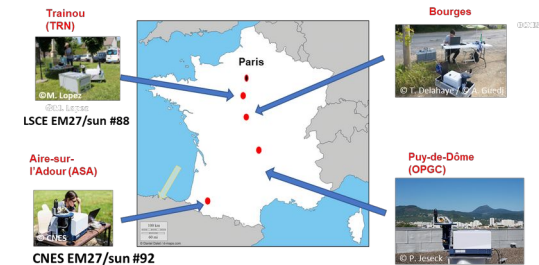 Trainou
(TRN)
©M. Lopez
LSCE EM27/sun #88
Aire-sur-
l'Adour (ASA)
© CNES
CNES EM27/sun #92
Paris
Bourges
© T. Delahaye / © A. Guedj
Puy-de-Dôme
(OPGC)
© P. Jeseck